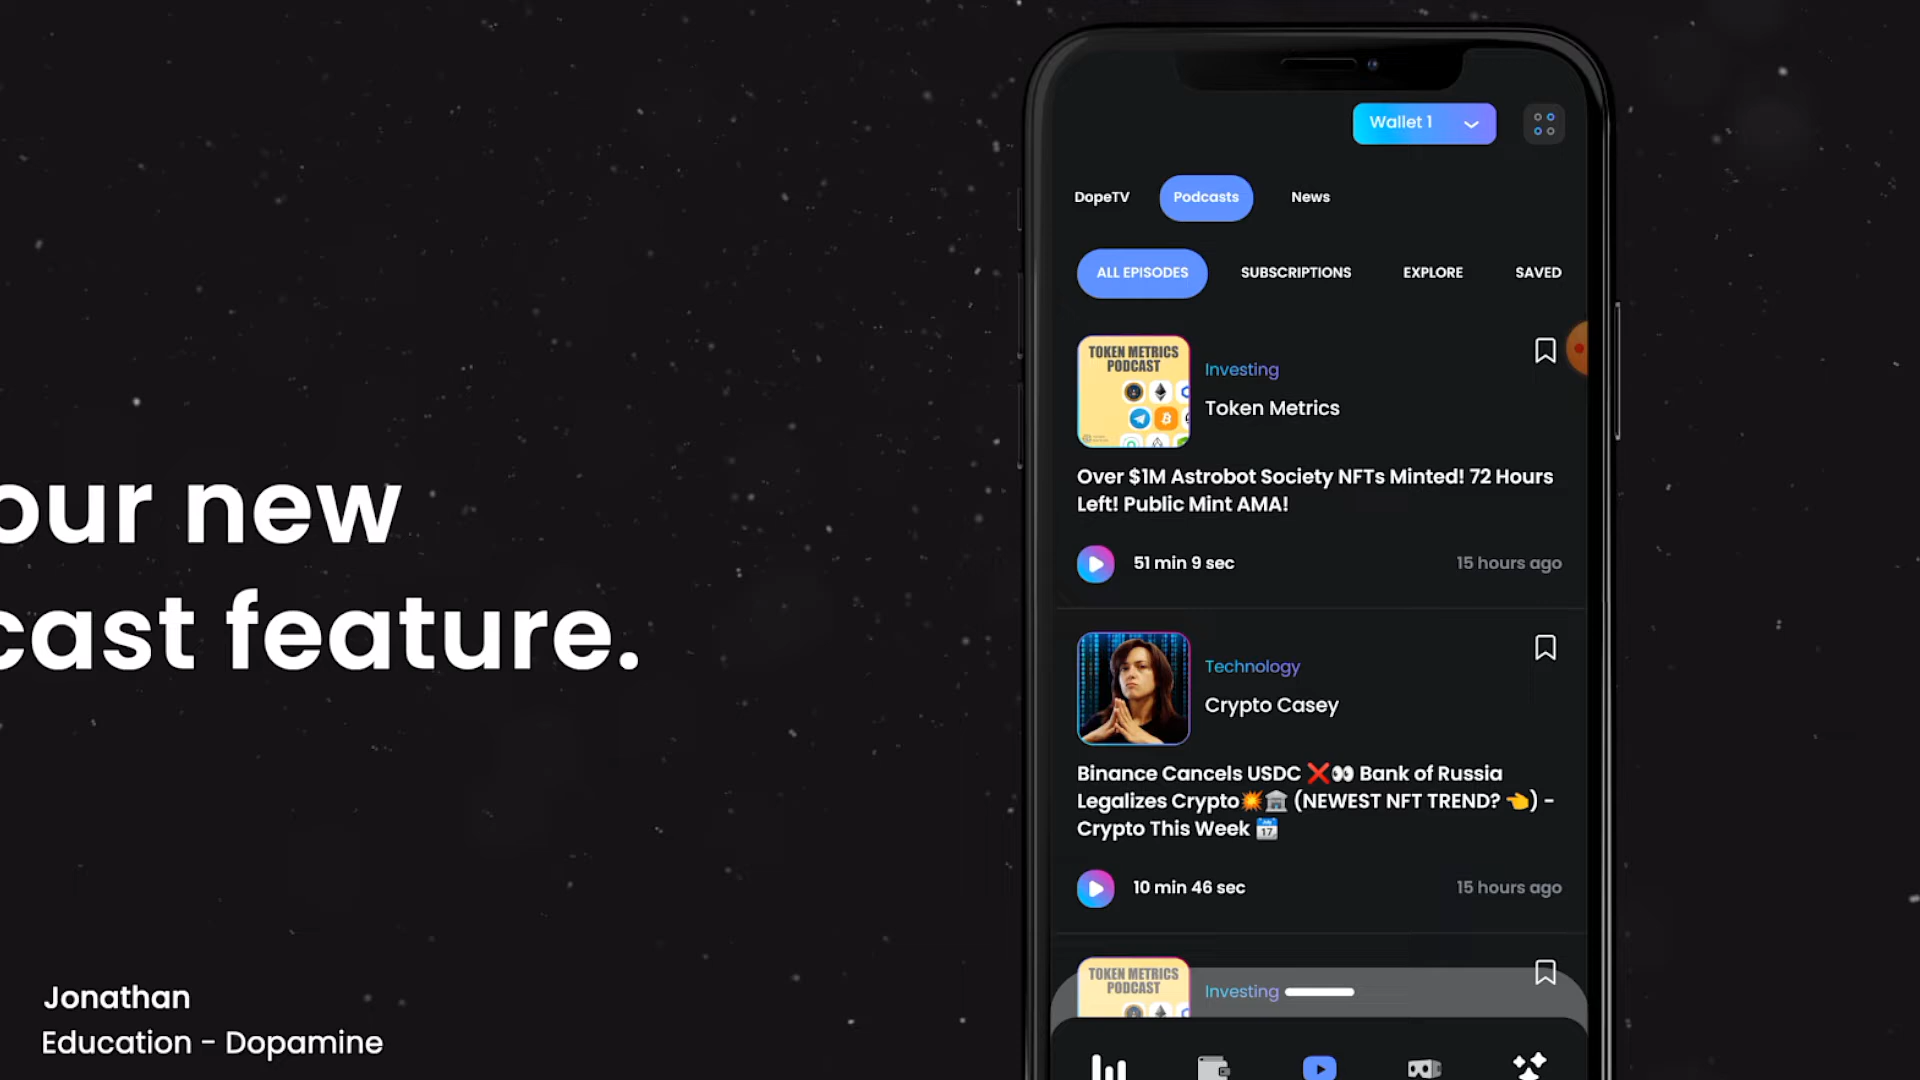 our new
cast feature.
Jonathan
Education - Dopamine
Wallet 1
DopeTV Podcasts News
ALL EPISODES SUBSCRIPTIONS EXPLORE SAVED
TOKEN METRICS
PODCAST
Investing
Token Metrics
Over $1M Astrobot Society NFTs Minted! 72 Hours
Left! Public Mint AMA!
51 min 9 sec 15 hours ago
Technology
Crypto Casey
Binance Cancels USDC ❌👀 Bank of Russia
Legalizes Crypto💥🏛️ (NEWEST NFT TREND? 👈) -
Crypto This Week 📅
10 min 46 sec 15 hours ago
TOKEN METRICS
PODCAST
Investing